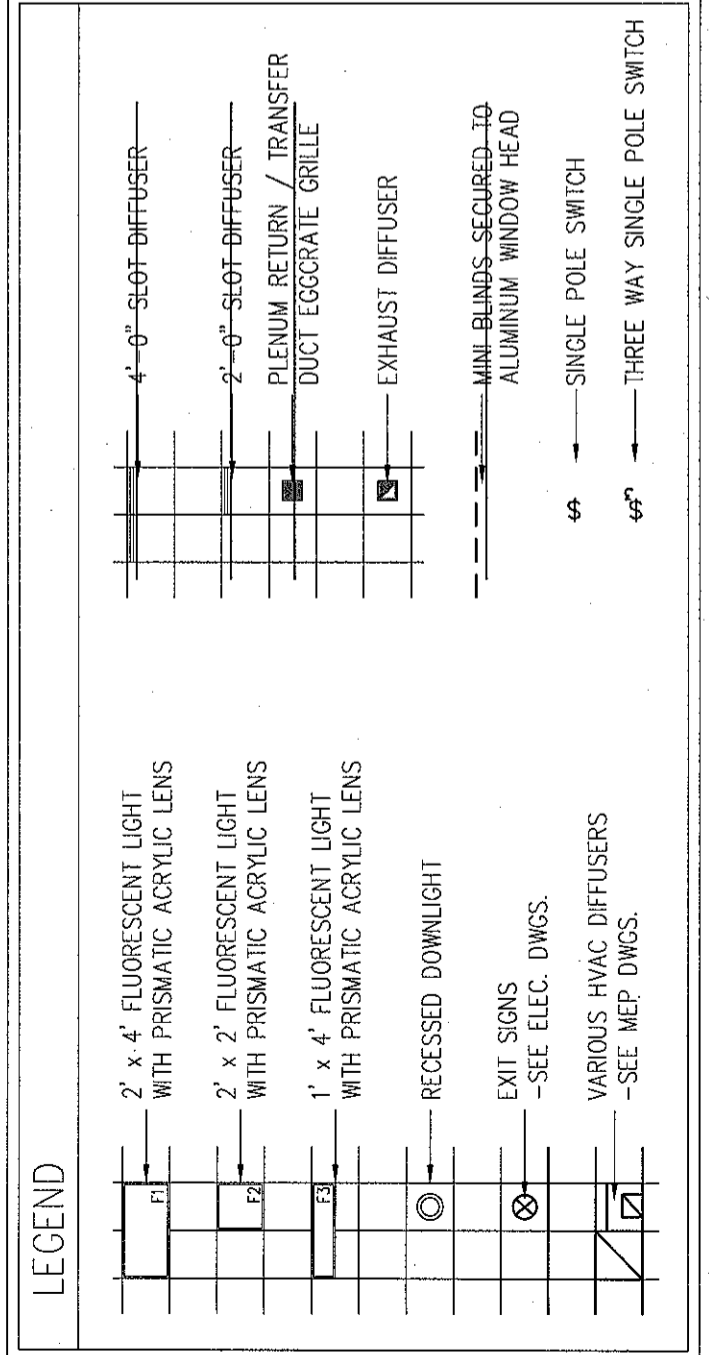 LEGEND
F1
2' x 4' FLUORESCENT LIGHT
WITH PRISMATIC ACRYLIC LENS
F2
2' x 2' FLUORESCENT LIGHT
WITH PRISMATIC ACRYLIC LENS
F3
1' x 4' FLUORESCENT LIGHT
WITH PRISMATIC ACRYLIC LENS
RECESSED DOWNLIGHT
EXIT SIGNS
-SEE ELEC. DWGS.
VARIOUS HVAC DIFFUSERS
-SEE MEP DWGS.
4'-0" SLOT DIFFUSER
2'-0" SLOT DIFFUSER
PLENUM RETURN / TRANSFER
DUCT EGGCRATE GRILLE
EXHAUST DIFFUSER
MINI BLINDS SECURED TO
ALUMINUM WINDOW HEAD
$ SINGLE POLE SWITCH
$3 THREE WAY SINGLE POLE SWITCH